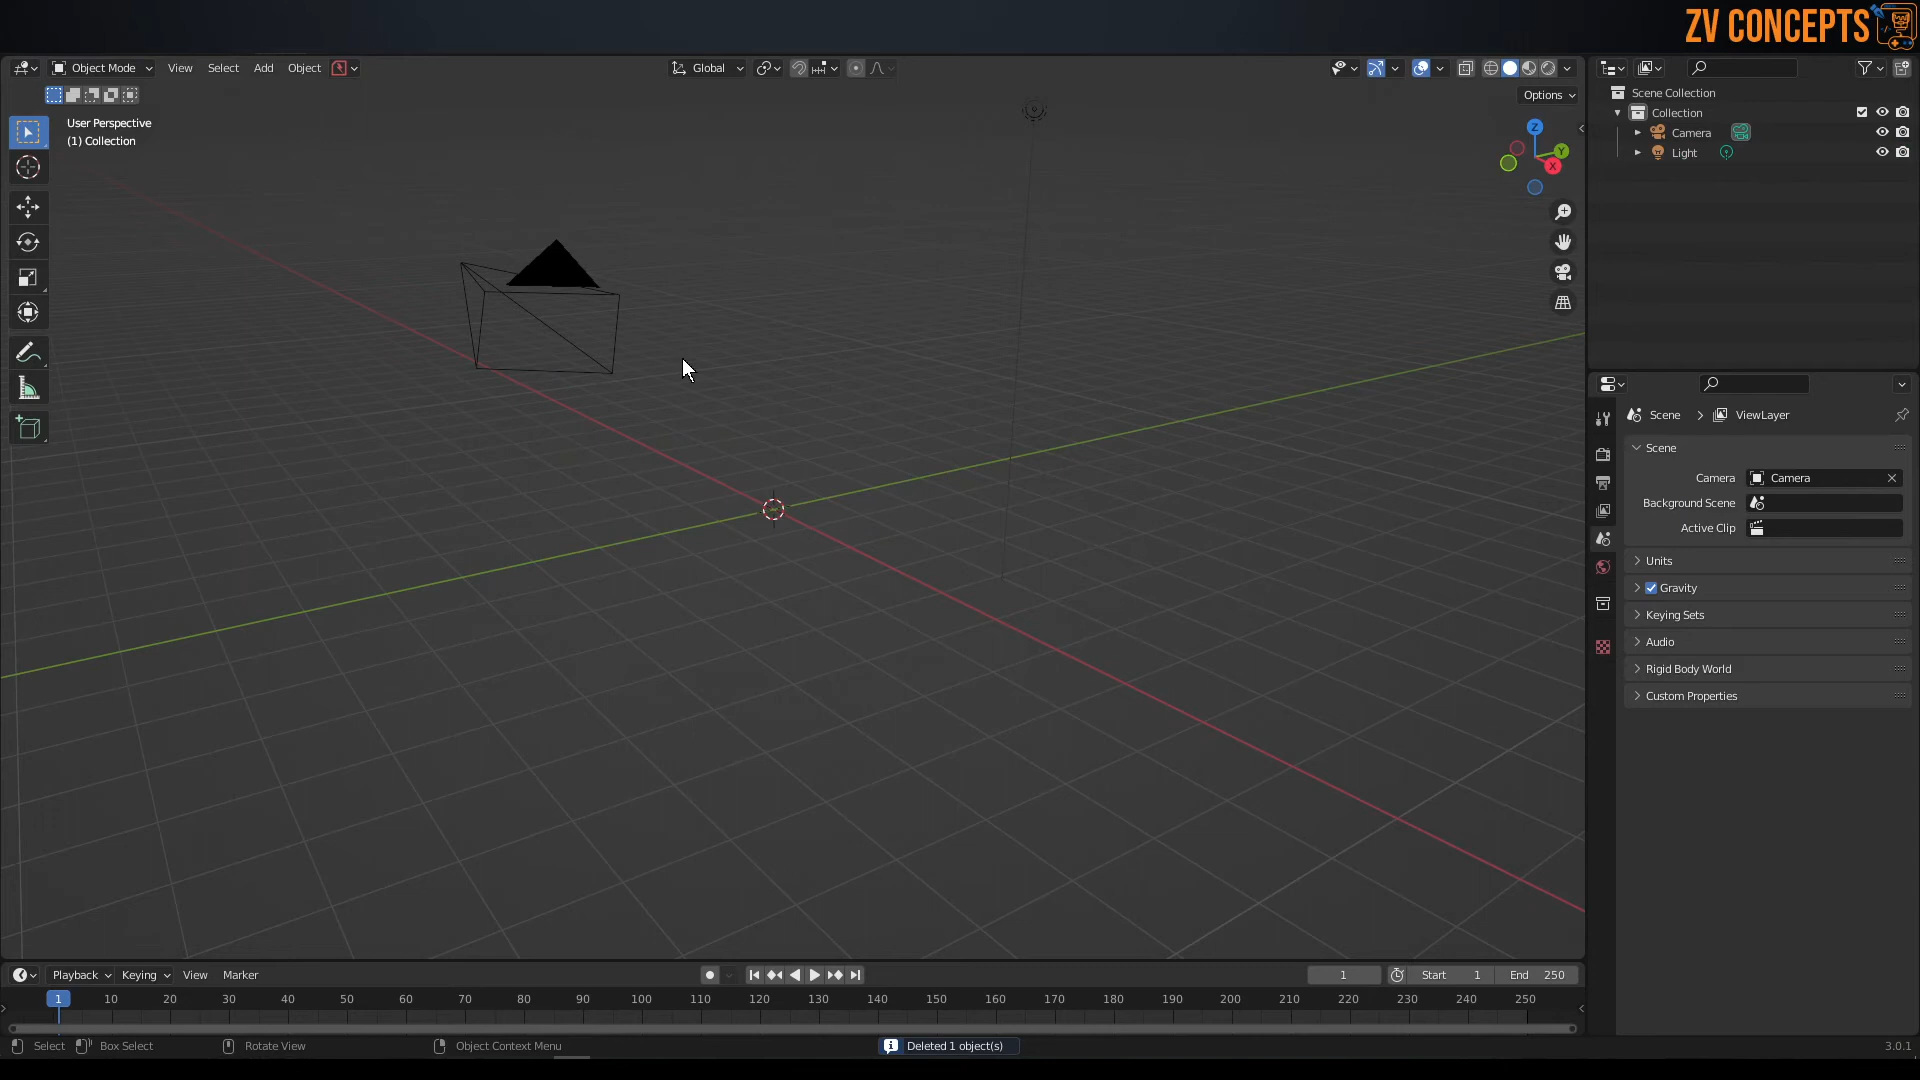 ZV CONCEPTS
Object Mode View Select Add Object Global
Options
User Perspective
(1) Collection
Z
Y
X
Scene Collection
Collection
Camera
Light
Scene > ViewLayer
Scene
Camera Camera
Background Scene
Active Clip
Units
Gravity
Keying Sets
Audio
Rigid Body World
Custom Properties
Playback Keying View Marker 1 Start 1 End 250
1 10 20 30 40 50 60 70 80 90 100 110 120 130 140 150 160 170 180 190 200 210 220 230 240 250
Select Box Select Rotate View Object Context Menu Deleted 1 object(s) 3.0.1